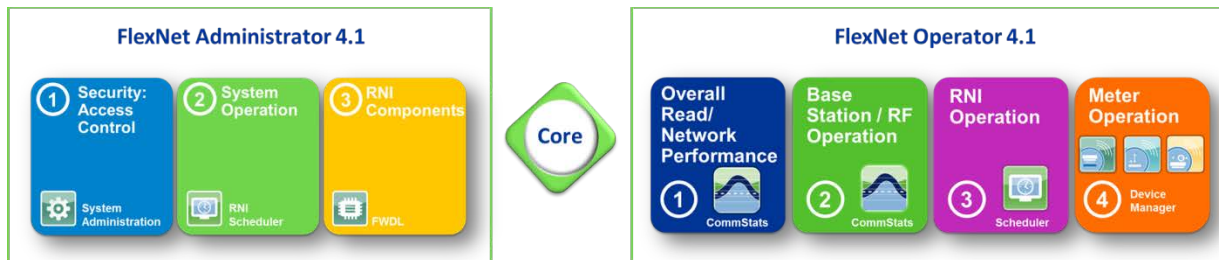 FlexNet Administrator 4.1
1
Security:
Access
Control
System
Administration
2
System
Operation
RNI
Scheduler
3
RNI
Components
FWDL
Core
FlexNet Operator 4.1
Overall
Read/
Network
Performance
1
CommStats
Base
Station / RF
Operation
2
CommStats
RNI
Operation
3
Scheduler
Meter
Operation
4
Device
Manager